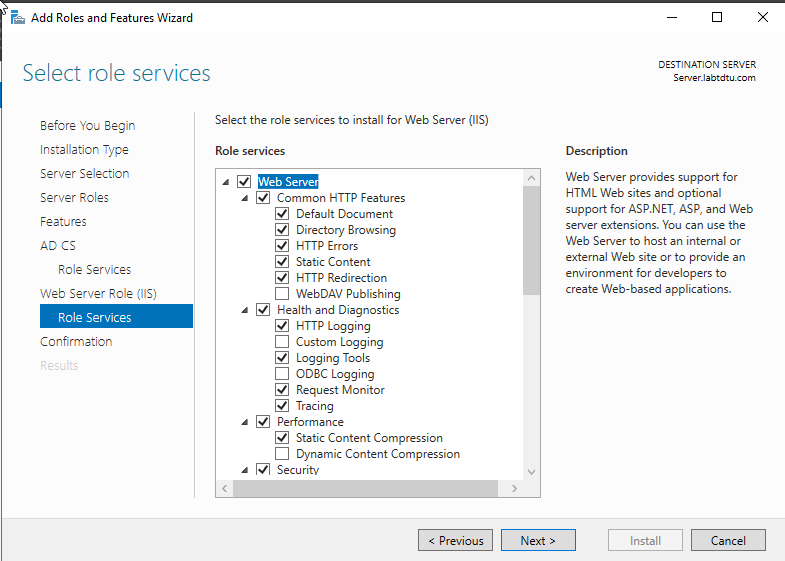 Add Roles and Features Wizard
Select role services
DESTINATION SERVER
Server.labtdtu.com
Before You Begin
Installation Type
Server Selection
Server Roles
Features
AD CS
Role Services
Web Server Role (IIS)
Role Services
Confirmation
Results
Select the role services to install for Web Server (IIS)
Role services
Web Server
Common HTTP Features
Default Document
Directory Browsing
HTTP Errors
Static Content
HTTP Redirection
WebDAV Publishing
Health and Diagnostics
HTTP Logging
Custom Logging
Logging Tools
ODBC Logging
Request Monitor
Tracing
Performance
Static Content Compression
Dynamic Content Compression
Security
Description
Web Server provides support for
HTML Web sites and optional
support for ASP.NET, ASP, and Web
server extensions. You can use the
Web Server to host an internal or
external Web site or to provide an
environment for developers to
create Web-based applications.
< Previous
Next >
Install
Cancel